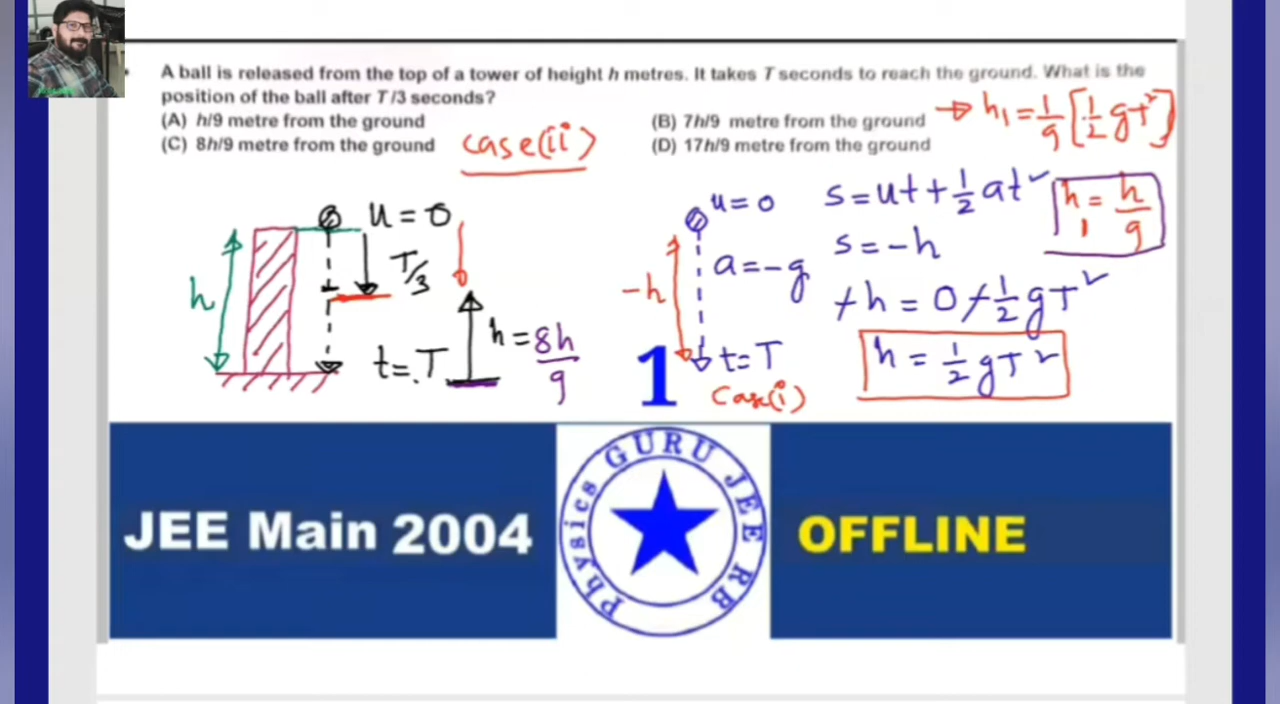 A ball is released from the top of a tower of height h metres. It takes T seconds to reach the ground. What is the
position of the ball after T/3 seconds?
(A) h/9 metre from the ground
(B) 7h/9 metre from the ground
(C) 8h/9 metre from the ground
(D) 17h/9 metre from the ground
case(ii)
→ h₁ = 1/9 [1/2 gT²]
h₁ = h/9
u = 0
T/3
h
t = T
h = 8h/9
u = 0
a = -g
-h
t = T
1
Case(i)
s = ut + 1/2 at²
s = -h
+h = 0 + 1/2 gT²
h = 1/2 gT²
JEE Main 2004
Physics GURU JEE RB
OFFLINE